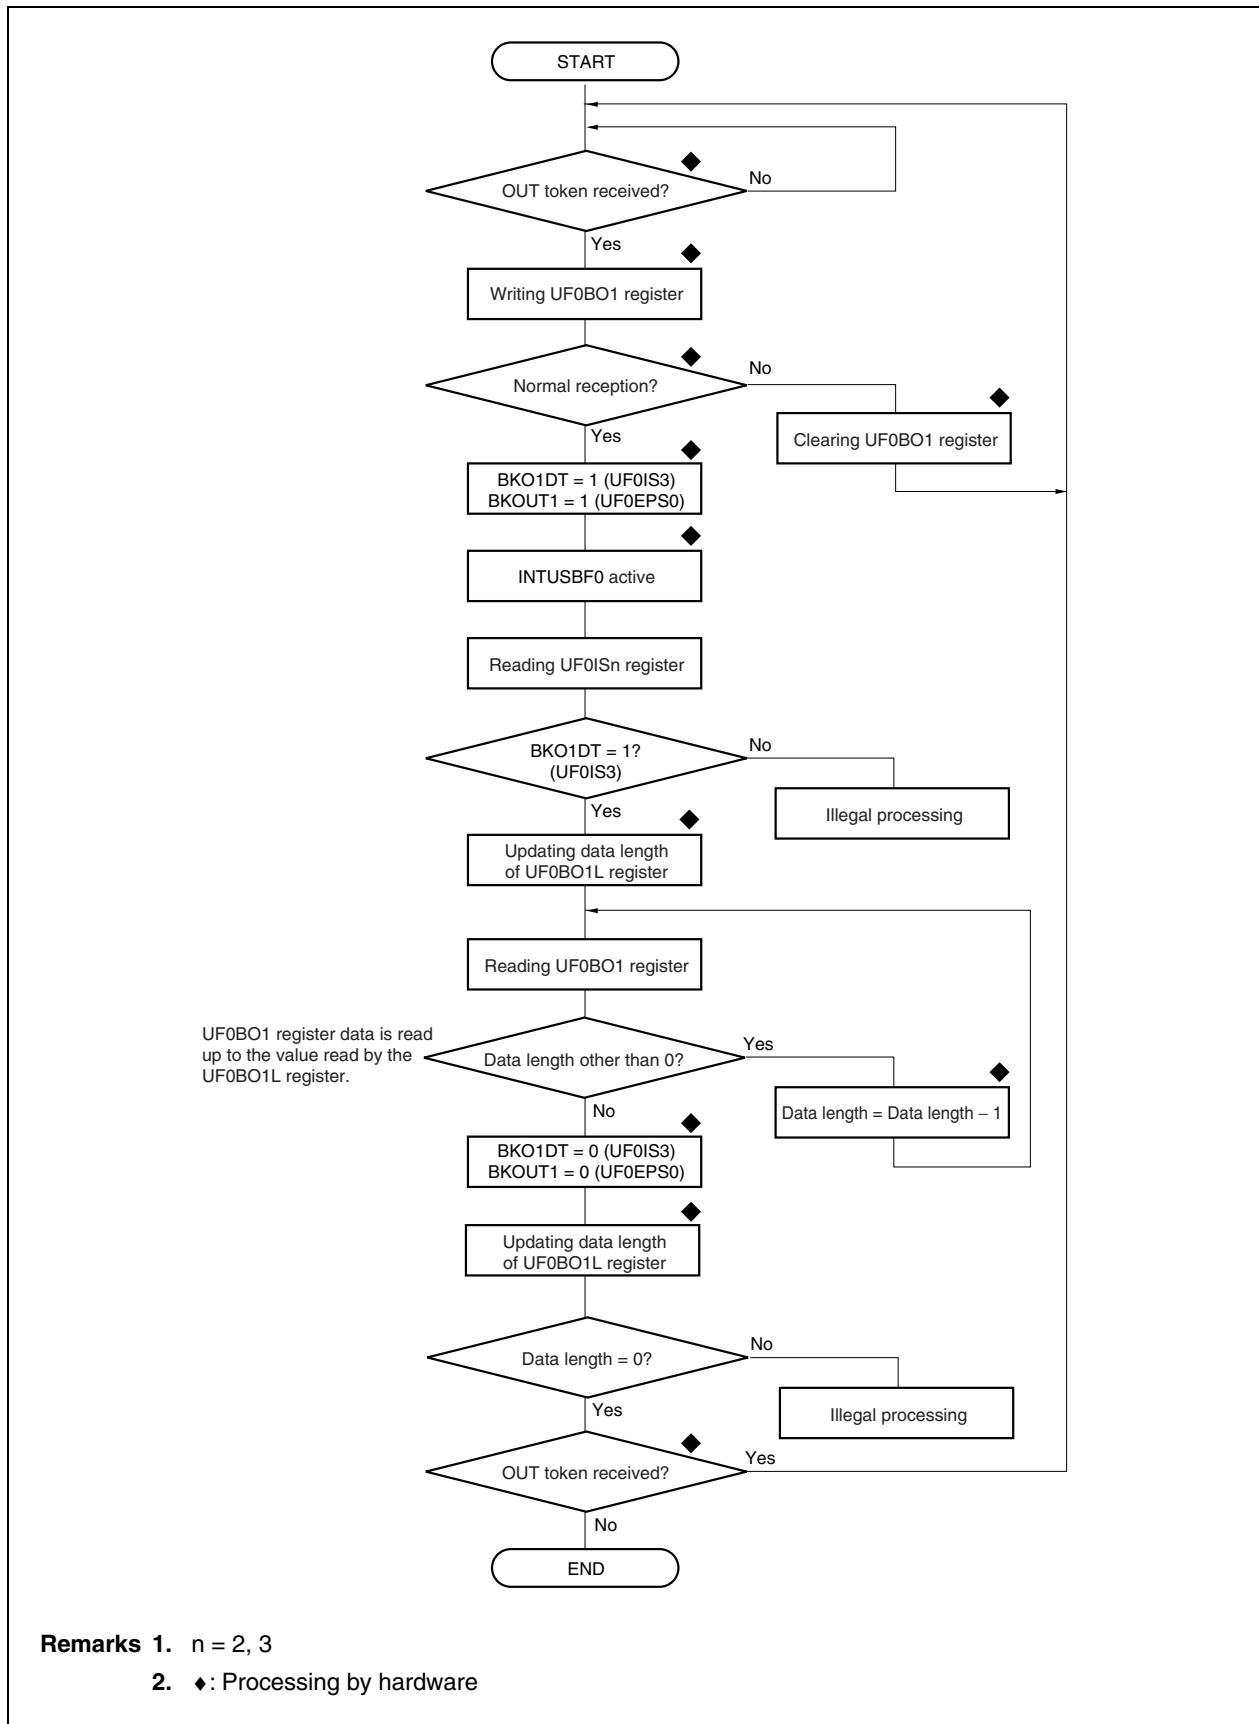 START
OUT token received?
No
Yes
Writing UF0BO1 register
Normal reception?
No
Yes
Clearing UF0BO1 register
BKO1DT = 1 (UF0IS3)
BKOUT1 = 1 (UF0EPS0)
INTUSBF0 active
Reading UF0ISn register
BKO1DT = 1?
(UF0IS3)
No
Yes
Illegal processing
Updating data length
of UF0BO1L register
Reading UF0BO1 register
UF0BO1 register data is read
up to the value read by the
UF0BO1L register.
Data length other than 0?
Yes
No
Data length = Data length − 1
BKO1DT = 0 (UF0IS3)
BKOUT1 = 0 (UF0EPS0)
Updating data length
of UF0BO1L register
Data length = 0?
No
Yes
Illegal processing
OUT token received?
Yes
No
END
Remarks 1. n = 2, 3
2. ♦: Processing by hardware